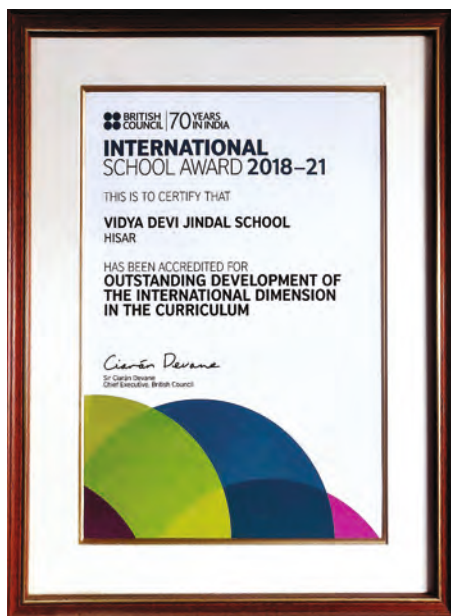 BRITISH COUNCIL | 70 YEARS IN INDIA
INTERNATIONAL
SCHOOL AWARD 2018–21
THIS IS TO CERTIFY THAT
VIDYA DEVI JINDAL SCHOOL
HISAR
HAS BEEN ACCREDITED FOR
OUTSTANDING DEVELOPMENT OF
THE INTERNATIONAL DIMENSION
IN THE CURRICULUM
Ciarán Devane
Sir Ciarán Devane
Chief Executive, British Council